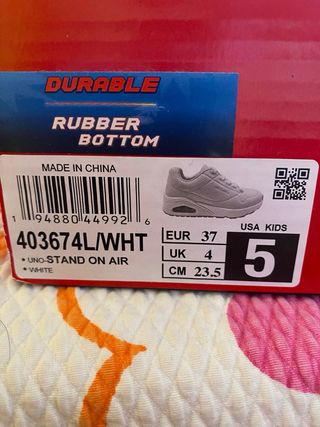 DURABLE
RUBBER
BOTTOM
MADE IN CHINA
1 94880 44992 6
403674L/WHT
• UNO-STAND ON AIR
• WHITE
EUR 37
UK 4
CM 23.5
USA KIDS
5